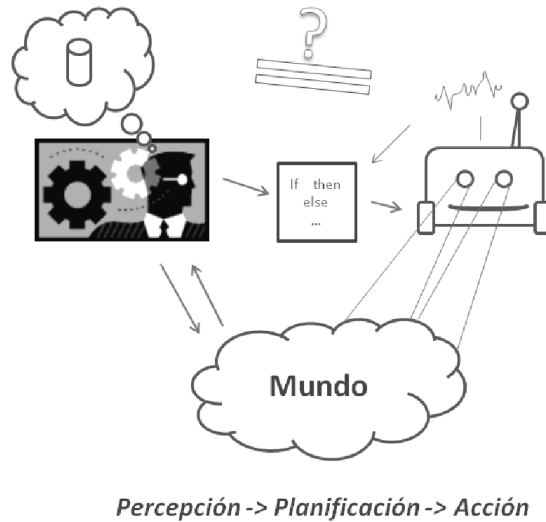 ?
If then
else
...
Mundo
Percepción -> Planificación -> Acción